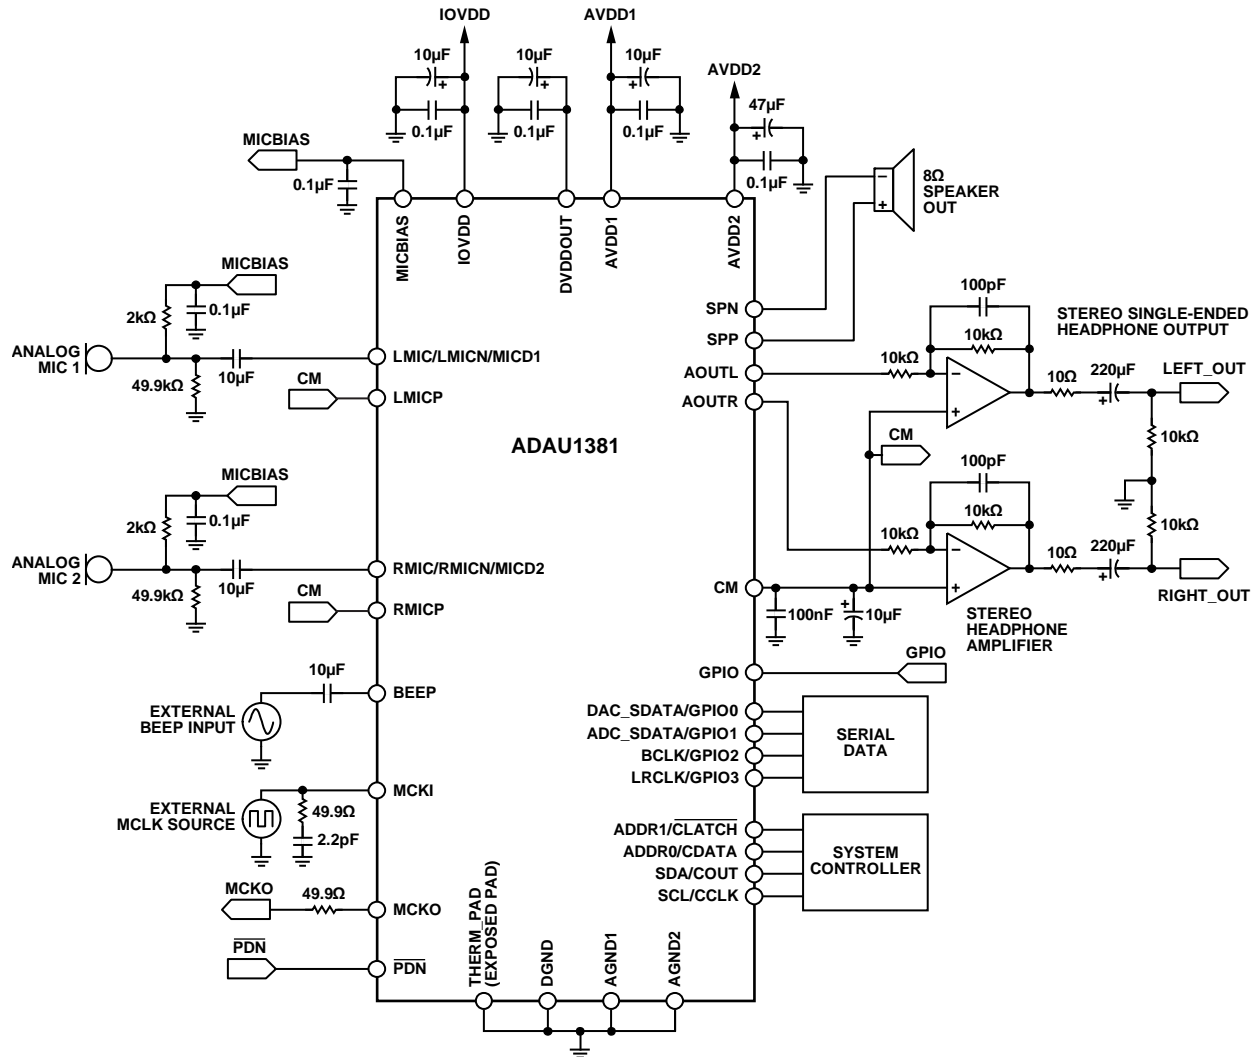 IOVDD
AVDD1
10µF
10µF
10µF
AVDD2
47µF
0.1µF
0.1µF
0.1µF
MICBIAS
0.1µF
0.1µF
8Ω
SPEAKER
OUT
MICBIAS
IOVDD
DVDDOUT
AVDD1
AVDD2
MICBIAS
0.1µF
2kΩ
ANALOG
MIC 1
49.9kΩ
10µF
LMIC/LMICN/MICD1
CM
LMICP
SPN
SPP
AOUTL
AOUTR
100pF
10kΩ
10kΩ
STEREO SINGLE-ENDED
HEADPHONE OUTPUT
10Ω
220µF
LEFT_OUT
10kΩ
CM
ADAU1381
MICBIAS
0.1µF
2kΩ
ANALOG
MIC 2
49.9kΩ
10µF
RMIC/RMICN/MICD2
CM
RMICP
100pF
10kΩ
10kΩ
10kΩ
10Ω
220µF
RIGHT_OUT
CM
100nF
10µF
STEREO
HEADPHONE
AMPLIFIER
10µF
BEEP
EXTERNAL
BEEP INPUT
GPIO
GPIO
DAC_SDATA/GPIO0
ADC_SDATA/GPIO1
BCLK/GPIO2
LRCLK/GPIO3
SERIAL
DATA
MCKI
EXTERNAL
MCLK SOURCE
49.9Ω
2.2pF
ADDR1/CLATCH
ADDR0/CDATA
SDA/COUT
SCL/CCLK
SYSTEM
CONTROLLER
MCKO
49.9Ω
MCKO
PDN
PDN
THERM_PAD
(EXPOSED PAD)
DGND
AGND1
AGND2